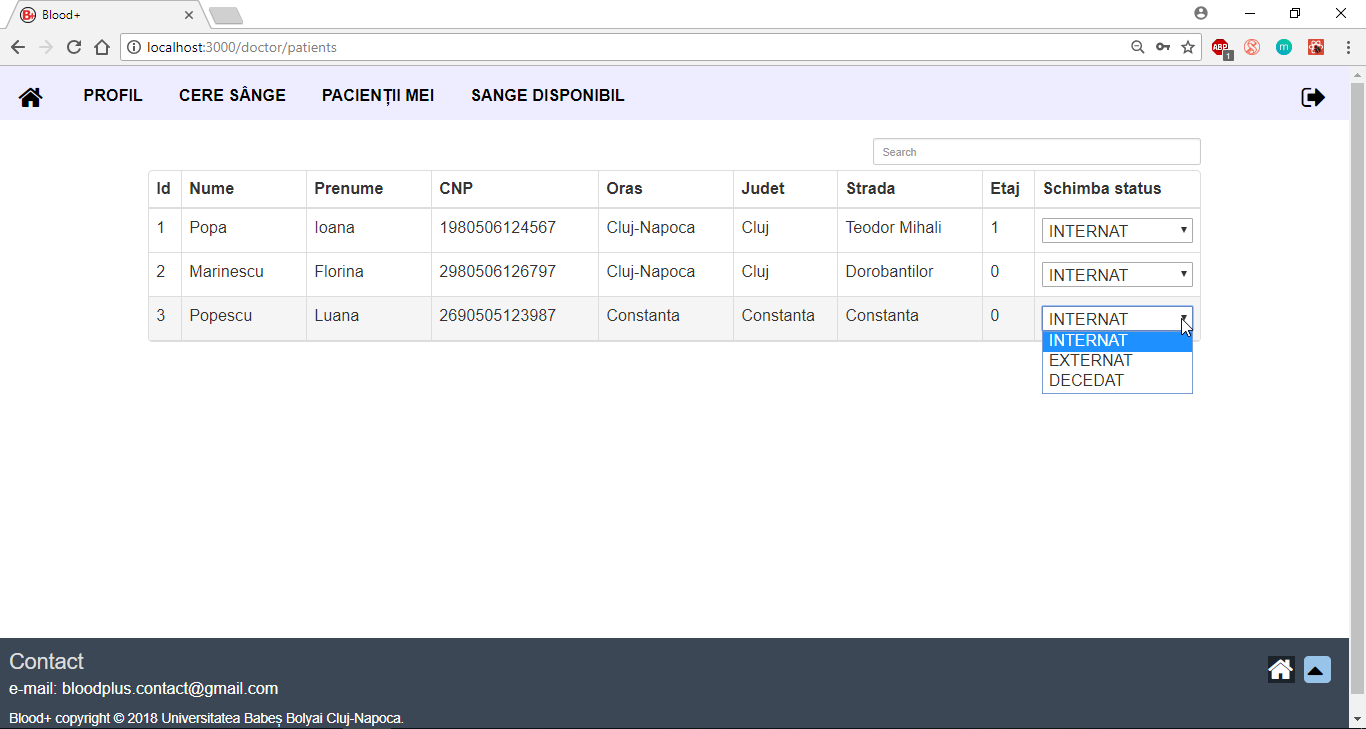 Blood+
localhost:3000/doctor/patients
ABP
1
m
PROFIL CERE SÂNGE PACIENȚII MEI SANGE DISPONIBIL
Search
Id Nume Prenume CNP Oras Judet Strada Etaj Schimba status
1 Popa Ioana 1980506124567 Cluj-Napoca Cluj Teodor Mihali 1 INTERNAT
2 Marinescu Florina 2980506126797 Cluj-Napoca Cluj Dorobantilor 0 INTERNAT
3 Popescu Luana 2690505123987 Constanta Constanta Constanta 0 INTERNAT
INTERNAT
EXTERNAT
DECEDAT
Contact
e-mail: bloodplus.contact@gmail.com
Blood+ copyright © 2018 Universitatea Babeș Bolyai Cluj-Napoca.